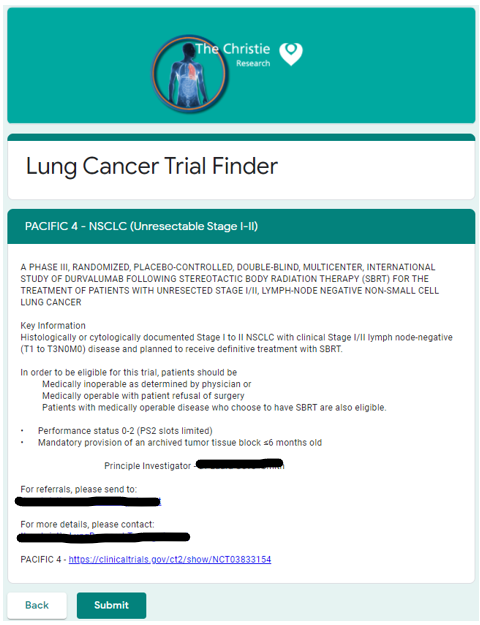 The Christie
Research
Lung Cancer Trial Finder
PACIFIC 4 - NSCLC (Unresectable Stage I-II)
A PHASE III, RANDOMIZED, PLACEBO-CONTROLLED, DOUBLE-BLIND, MULTICENTER, INTERNATIONAL
STUDY OF DURVALUMAB FOLLOWING STEREOTACTIC BODY RADIATION THERAPY (SBRT) FOR THE
TREATMENT OF PATIENTS WITH UNRESECTED STAGE I/II, LYMPH-NODE NEGATIVE NON-SMALL CELL
LUNG CANCER
Key Information
Histologically or cytologically documented Stage I to II NSCLC with clinical Stage I/II lymph node-negative
(T1 to T3N0M0) disease and planned to receive definitive treatment with SBRT.
In order to be eligible for this trial, patients should be
Medically inoperable as determined by physician or
Medically operable with patient refusal of surgery
Patients with medically operable disease who choose to have SBRT are also eligible.
• Performance status 0-2 (PS2 slots limited)
• Mandatory provision of an archived tumor tissue block ≤6 months old
Principle Investigator -
For referrals, please send to:
For more details, please contact:
PACIFIC 4 - https://clinicaltrials.gov/ct2/show/NCT03833154
Back
Submit